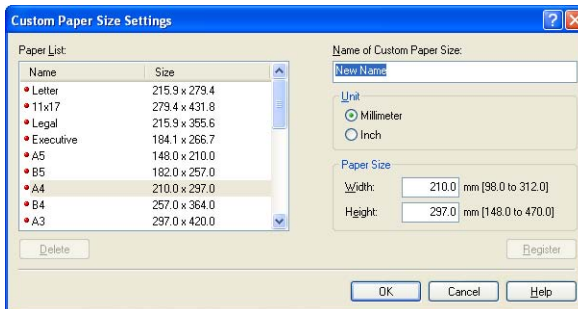 Custom Paper Size Settings
Paper List:
Name Size
Letter 215.9 x 279.4
11x17 279.4 x 431.8
Legal 215.9 x 355.6
Executive 184.1 x 266.7
A5 148.0 x 210.0
B5 182.0 x 257.0
A4 210.0 x 297.0
B4 257.0 x 364.0
A3 297.0 x 420.0
Delete
Name of Custom Paper Size:
New Name
Unit
Millimeter
Inch
Paper Size
Width: 210.0 mm [98.0 to 312.0]
Height: 297.0 mm [148.0 to 470.0]
Register
OK Cancel Help